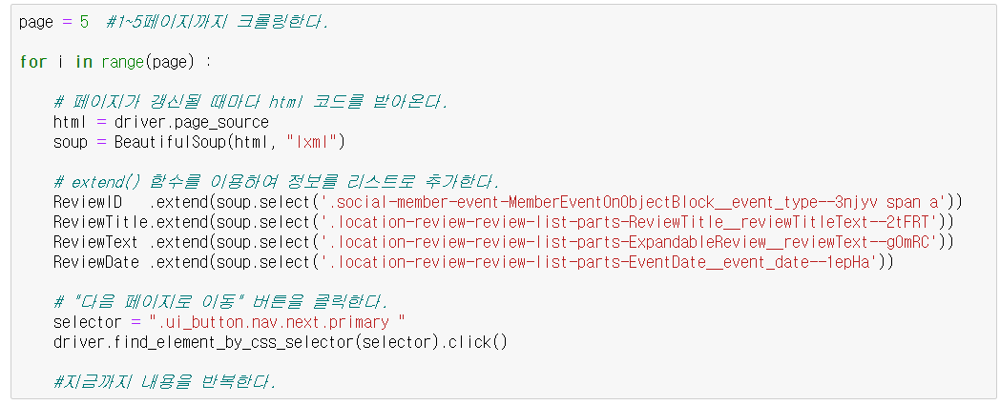 page = 5  #1~5페이지까지 크롤링한다.
for i in range(page) :
# 페이지가 갱신될 때마다 html 코드를 받아온다.
html = driver.page_source
soup = BeautifulSoup(html, "lxml")
# extend() 함수를 이용하여 정보를 리스트로 추가한다.
ReviewID   .extend(soup.select('.social-member-event-MemberEventOnObjectBlock__event_type--3njyv span a'))
ReviewTitle.extend(soup.select('.location-review-review-list-parts-ReviewTitle__reviewTitleText--2tFRT'))
ReviewText .extend(soup.select('.location-review-review-list-parts-ExpandableReview__reviewText--gOmRC'))
ReviewDate .extend(soup.select('.location-review-review-list-parts-EventDate__event_date--1epHa'))
# "다음 페이지로 이동" 버튼을 클릭한다.
selector = ".ui_button.nav.next.primary "
driver.find_element_by_css_selector(selector).click()
#지금까지 내용을 반복한다.